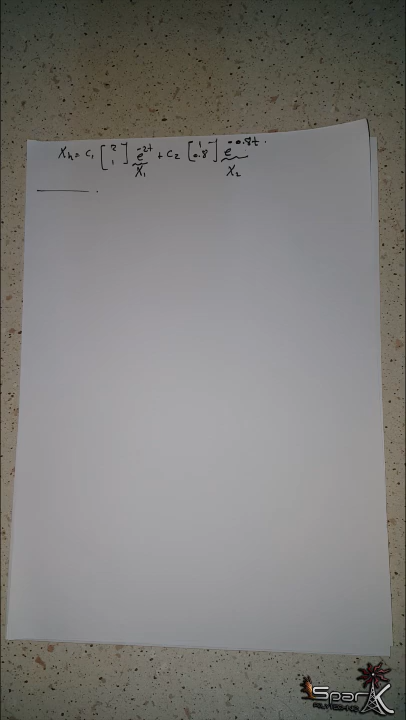 Xh = C1 [2 1] e^-2t + C2 [1 0.8] e^-0.8t.
X1 X2
Spark